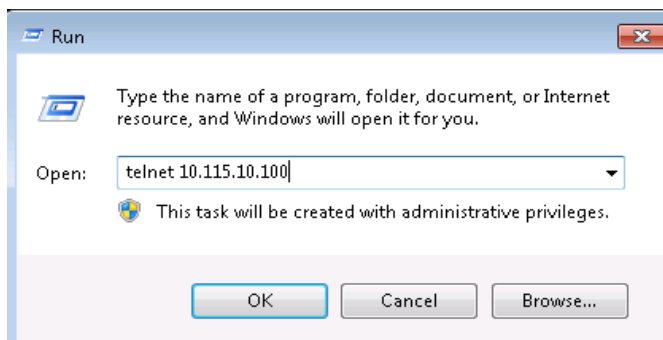 Run
Type the name of a program, folder, document, or Internet
resource, and Windows will open it for you.
Open: telnet 10.115.10.100
This task will be created with administrative privileges.
OK Cancel Browse...